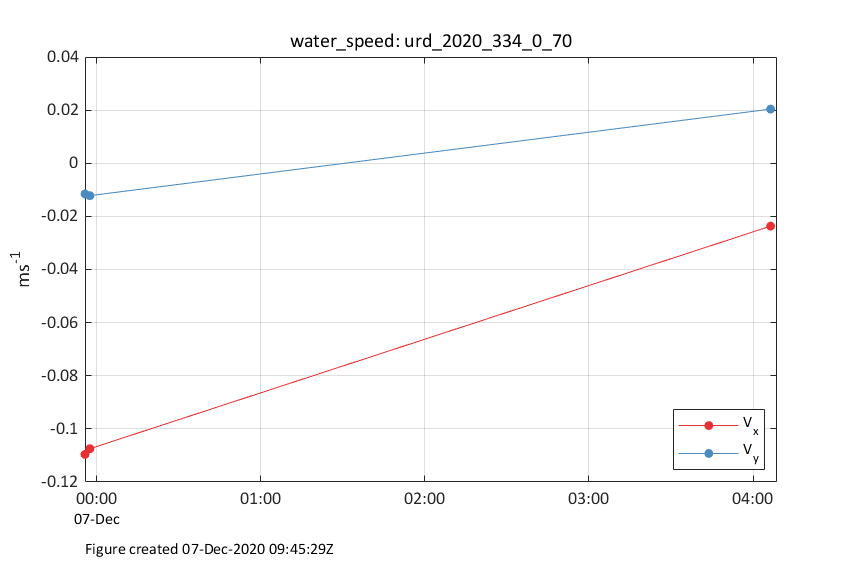 water_speed: urd_2020_334_0_70
0.04
0.02
0
-0.02
-0.04
-0.06
-0.08
-0.1
-0.12
ms⁻¹
00:00 01:00 02:00 03:00 04:00
07-Dec
Vₓ
V_y
Figure created 07-Dec-2020 09:45:29Z